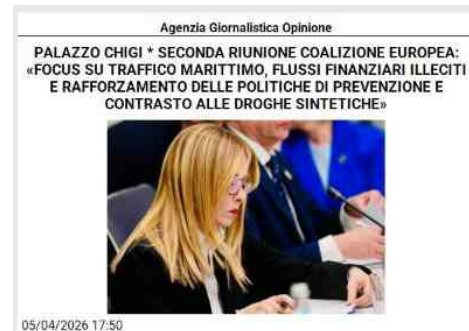 Agenzia Giornalistica Opinione
PALAZZO CHIGI * SECONDA RIUNIONE COALIZIONE EUROPEA:
«FOCUS SU TRAFFICO MARITTIMO, FLUSSI FINANZIARI ILLECITI
E RAFFORZAMENTO DELLE POLITICHE DI PREVENZIONE E
CONTRASTO ALLE DROGHE SINTETICHE»
05/04/2026 17:50